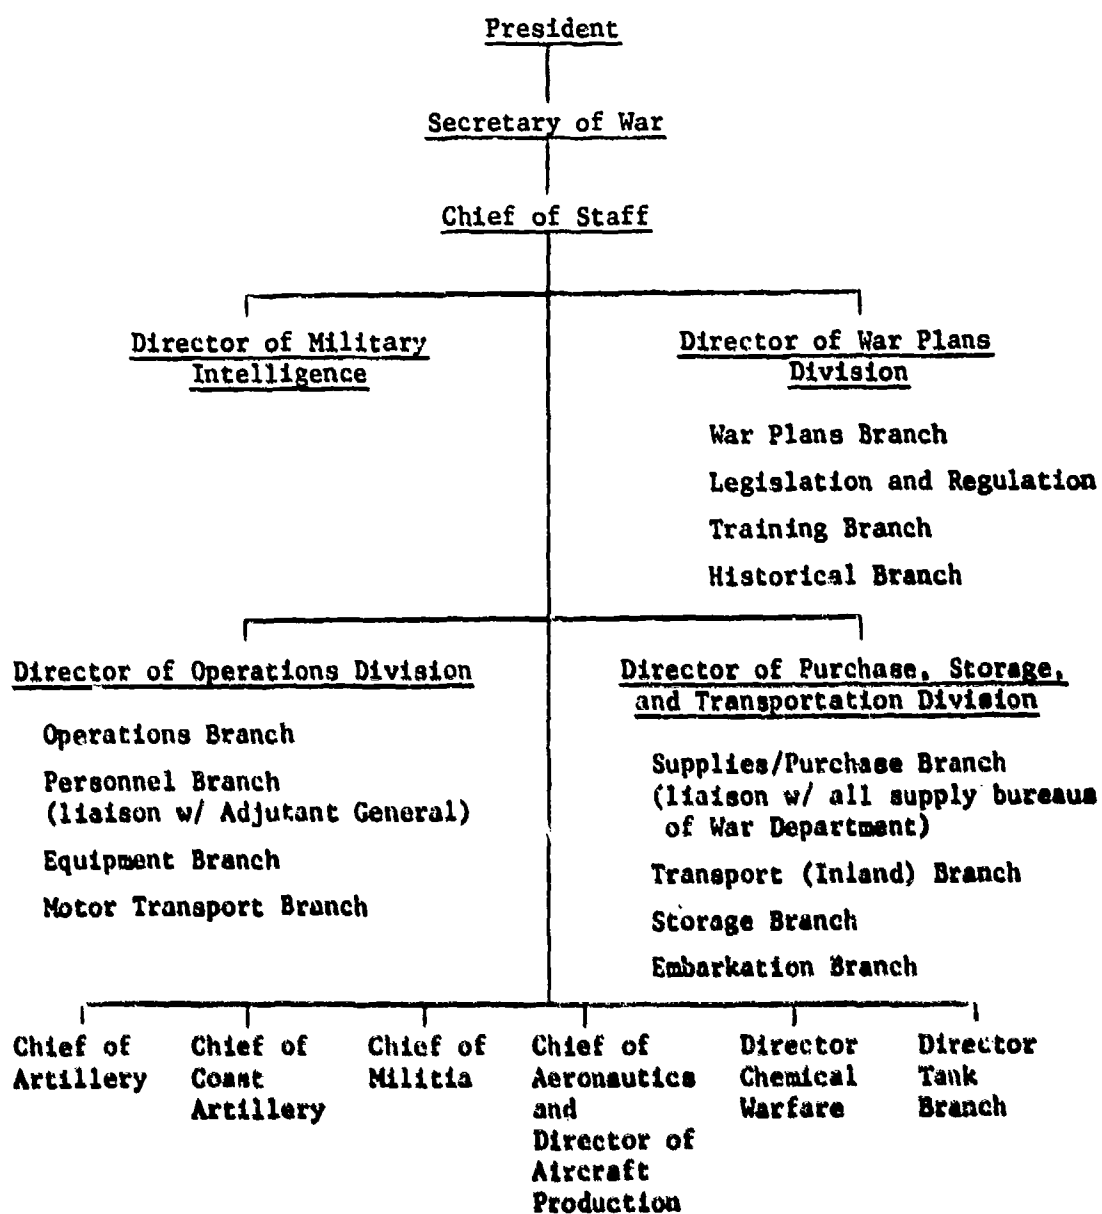 President
Secretary of War
Chief of Staff
Director of Military
Intelligence
Director of War Plans
Division
War Plans Branch
Legislation and Regulation
Training Branch
Historical Branch
Director of Operations Division
Operations Branch
Personnel Branch
(liaison w/ Adjutant General)
Equipment Branch
Motor Transport Branch
Director of Purchase, Storage,
and Transportation Division
Supplies/Purchase Branch
(liaison w/ all supply bureaus
of War Department)
Transport (Inland) Branch
Storage Branch
Embarkation Branch
Chief of
Artillery
Chief of
Coast
Artillery
Chief of
Militia
Chief of
Aeronautics
and
Director of
Aircraft
Production
Director
Chemical
Warfare
Director
Tank
Branch